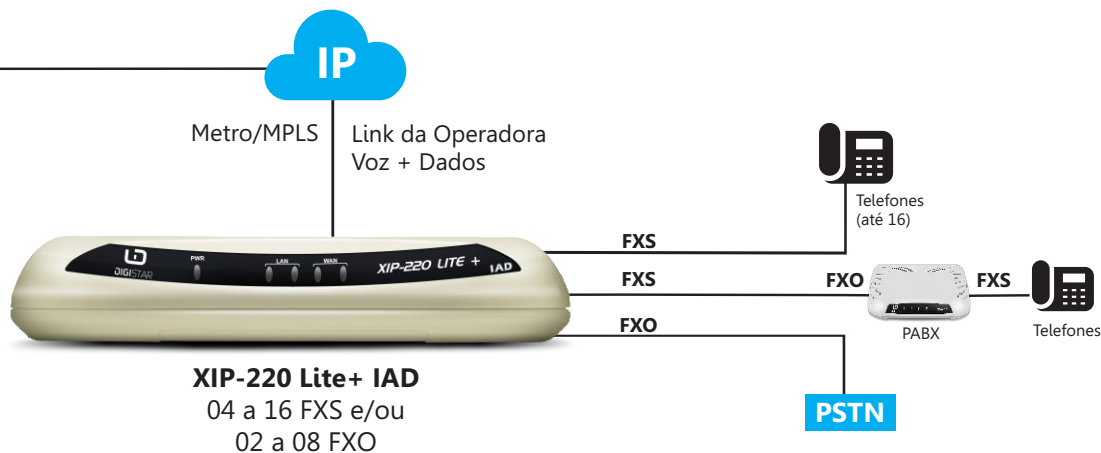 IP
Metro/MPLS
Link da Operadora
Voz + Dados
Telefones
(até 16)
FXS
DIGISTAR
PWR
LAN
WAN
XIP-220 LITE +
IAD
FXS
FXO
FXS
PABX
Telefones
FXO
XIP-220 Lite+ IAD
04 a 16 FXS e/ou
02 a 08 FXO
PSTN